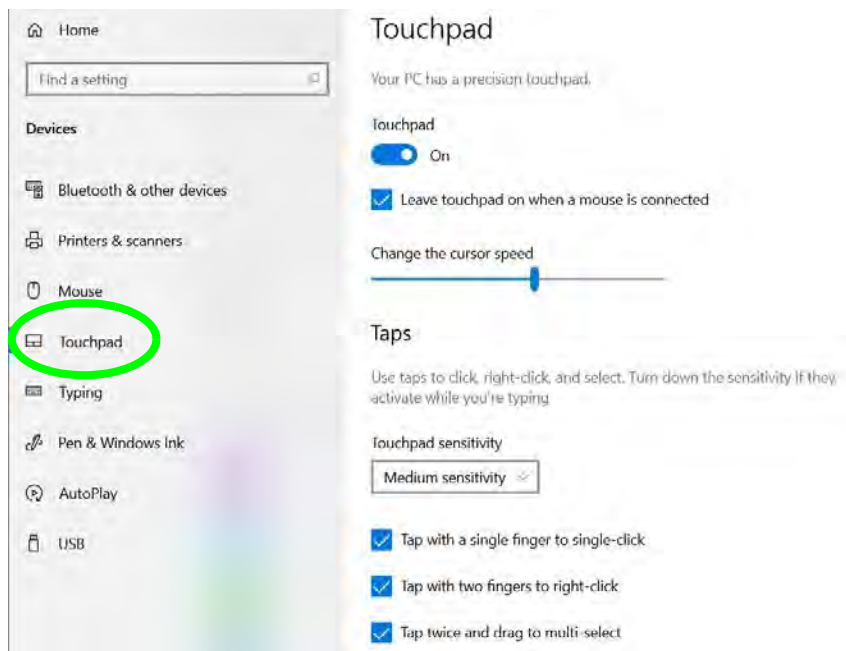 Home
Find a setting
Devices
Bluetooth & other devices
Printers & scanners
Mouse
Touchpad
Typing
Pen & Windows Ink
AutoPlay
USB
Touchpad
Your PC has a precision touchpad.
Touchpad
On
Leave touchpad on when a mouse is connected
Change the cursor speed
Taps
Use taps to click, right-click, and select. Turn down the sensitivity if they
activate while you're typing
Touchpad sensitivity
Medium sensitivity
Tap with a single finger to single-click
Tap with two fingers to right-click
Tap twice and drag to multi-select